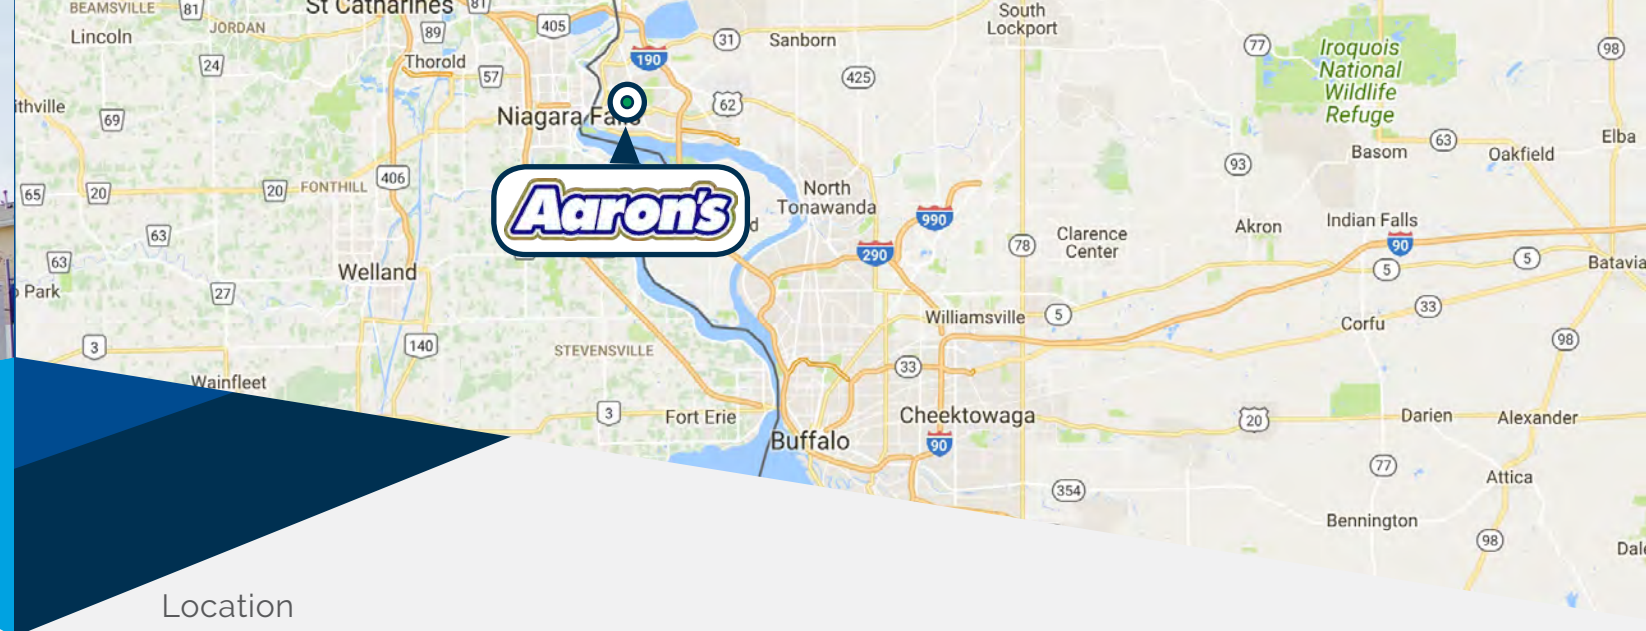 BEAMSVILLE
81
St Catharines
81
South
Lockport
Lincoln
JORDAN
89
405
31
Sanborn
77
Iroquois
National
Wildlife
Refuge
98
24
Thorold
57
190
425
ithville
69
Niagara Falls
62
63
Elba
Basom
Oakfield
93
65
20
20
FONTHILL
406
North
Tonawanda
Aaron's
d
990
63
290
78
Clarence
Center
Akron
Indian Falls
90
5
5
Batavia
63
Welland
Park
27
33
Williamsville
5
Corfu
98
3
140
STEVENSVILLE
33
Wainfleet
3
Fort Erie
Cheektowaga
20
Darien
Alexander
Buffalo
90
77
Attica
354
Bennington
98
Dale
Location